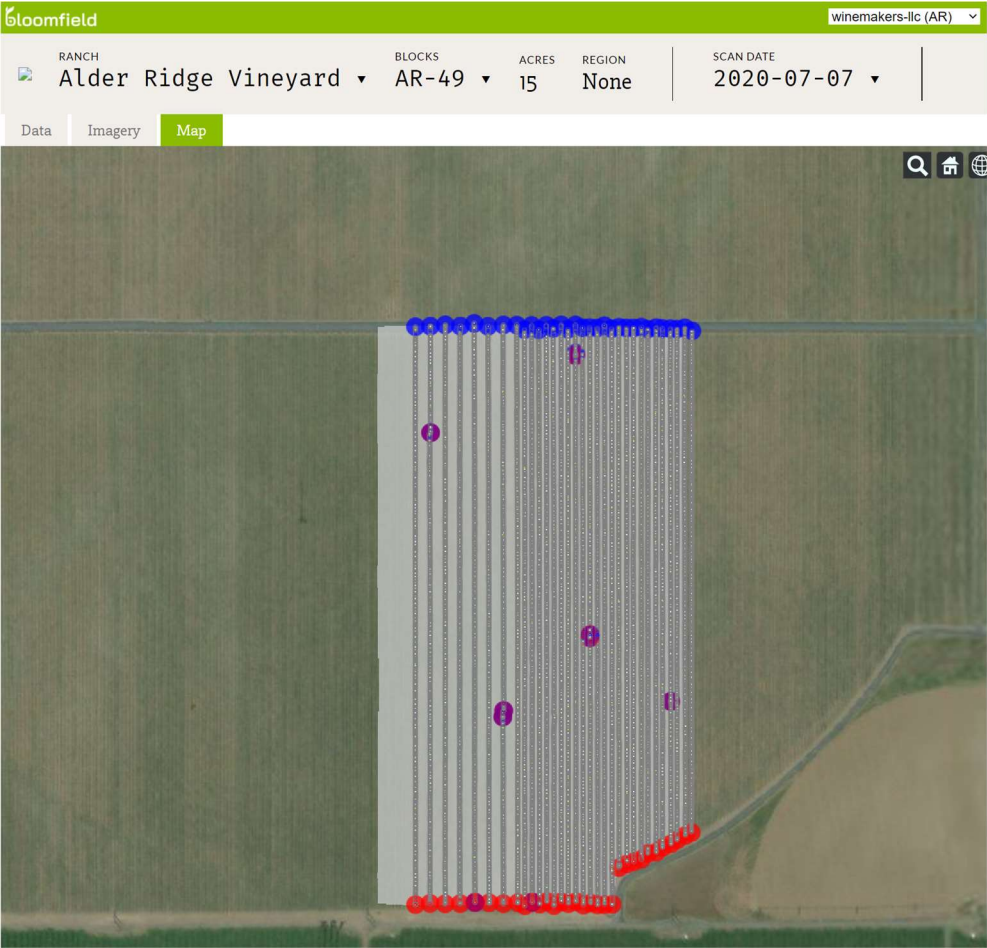 bloomfield
winemakers-llc (AR)
RANCH
Alder Ridge Vineyard
BLOCKS
AR-49
ACRES
15
REGION
None
SCAN DATE
2020-07-07
Data
Imagery
Map